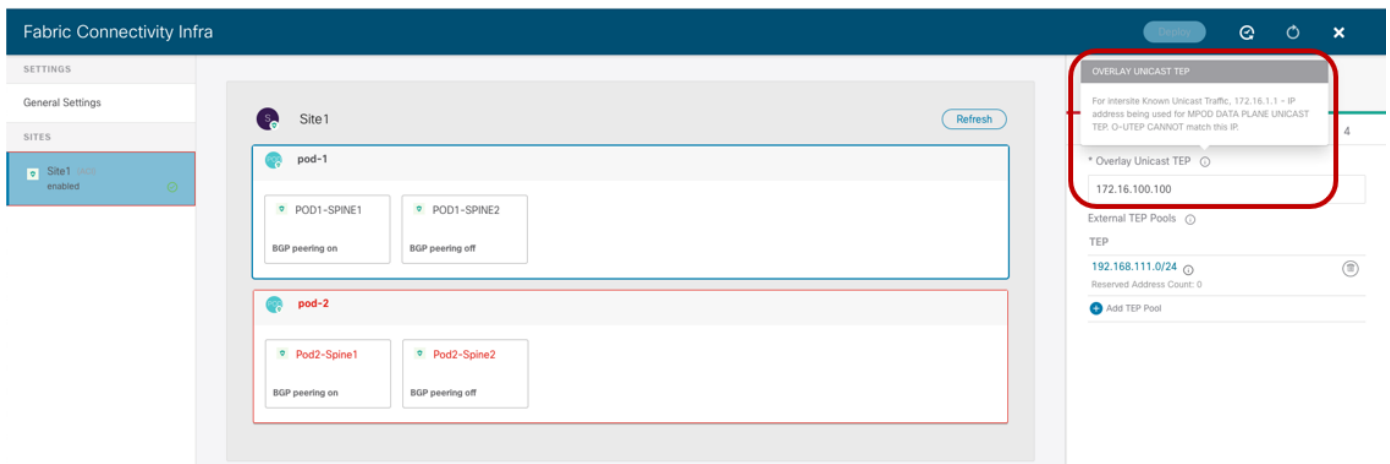 Fabric Connectivity Infra
Deploy
SETTINGS
General Settings
SITES
Site1
enabled
S
Site1
Refresh
pod-1
POD1-SPINE1
BGP peering on
POD1-SPINE2
BGP peering off
pod-2
Pod2-Spine1
BGP peering on
Pod2-Spine2
BGP peering off
OVERLAY UNICAST TEP
For Intersite Known Unicast Traffic, 172.16.1.1 - IP
address being used for MPOD DATA PLANE UNICAST
TEP. O-UTEP CANNOT match this IP.
4
* Overlay Unicast TEP
172.16.100.100
External TEP Pools
TEP
192.168.111.0/24
Reserved Address Count: 0
Add TEP Pool